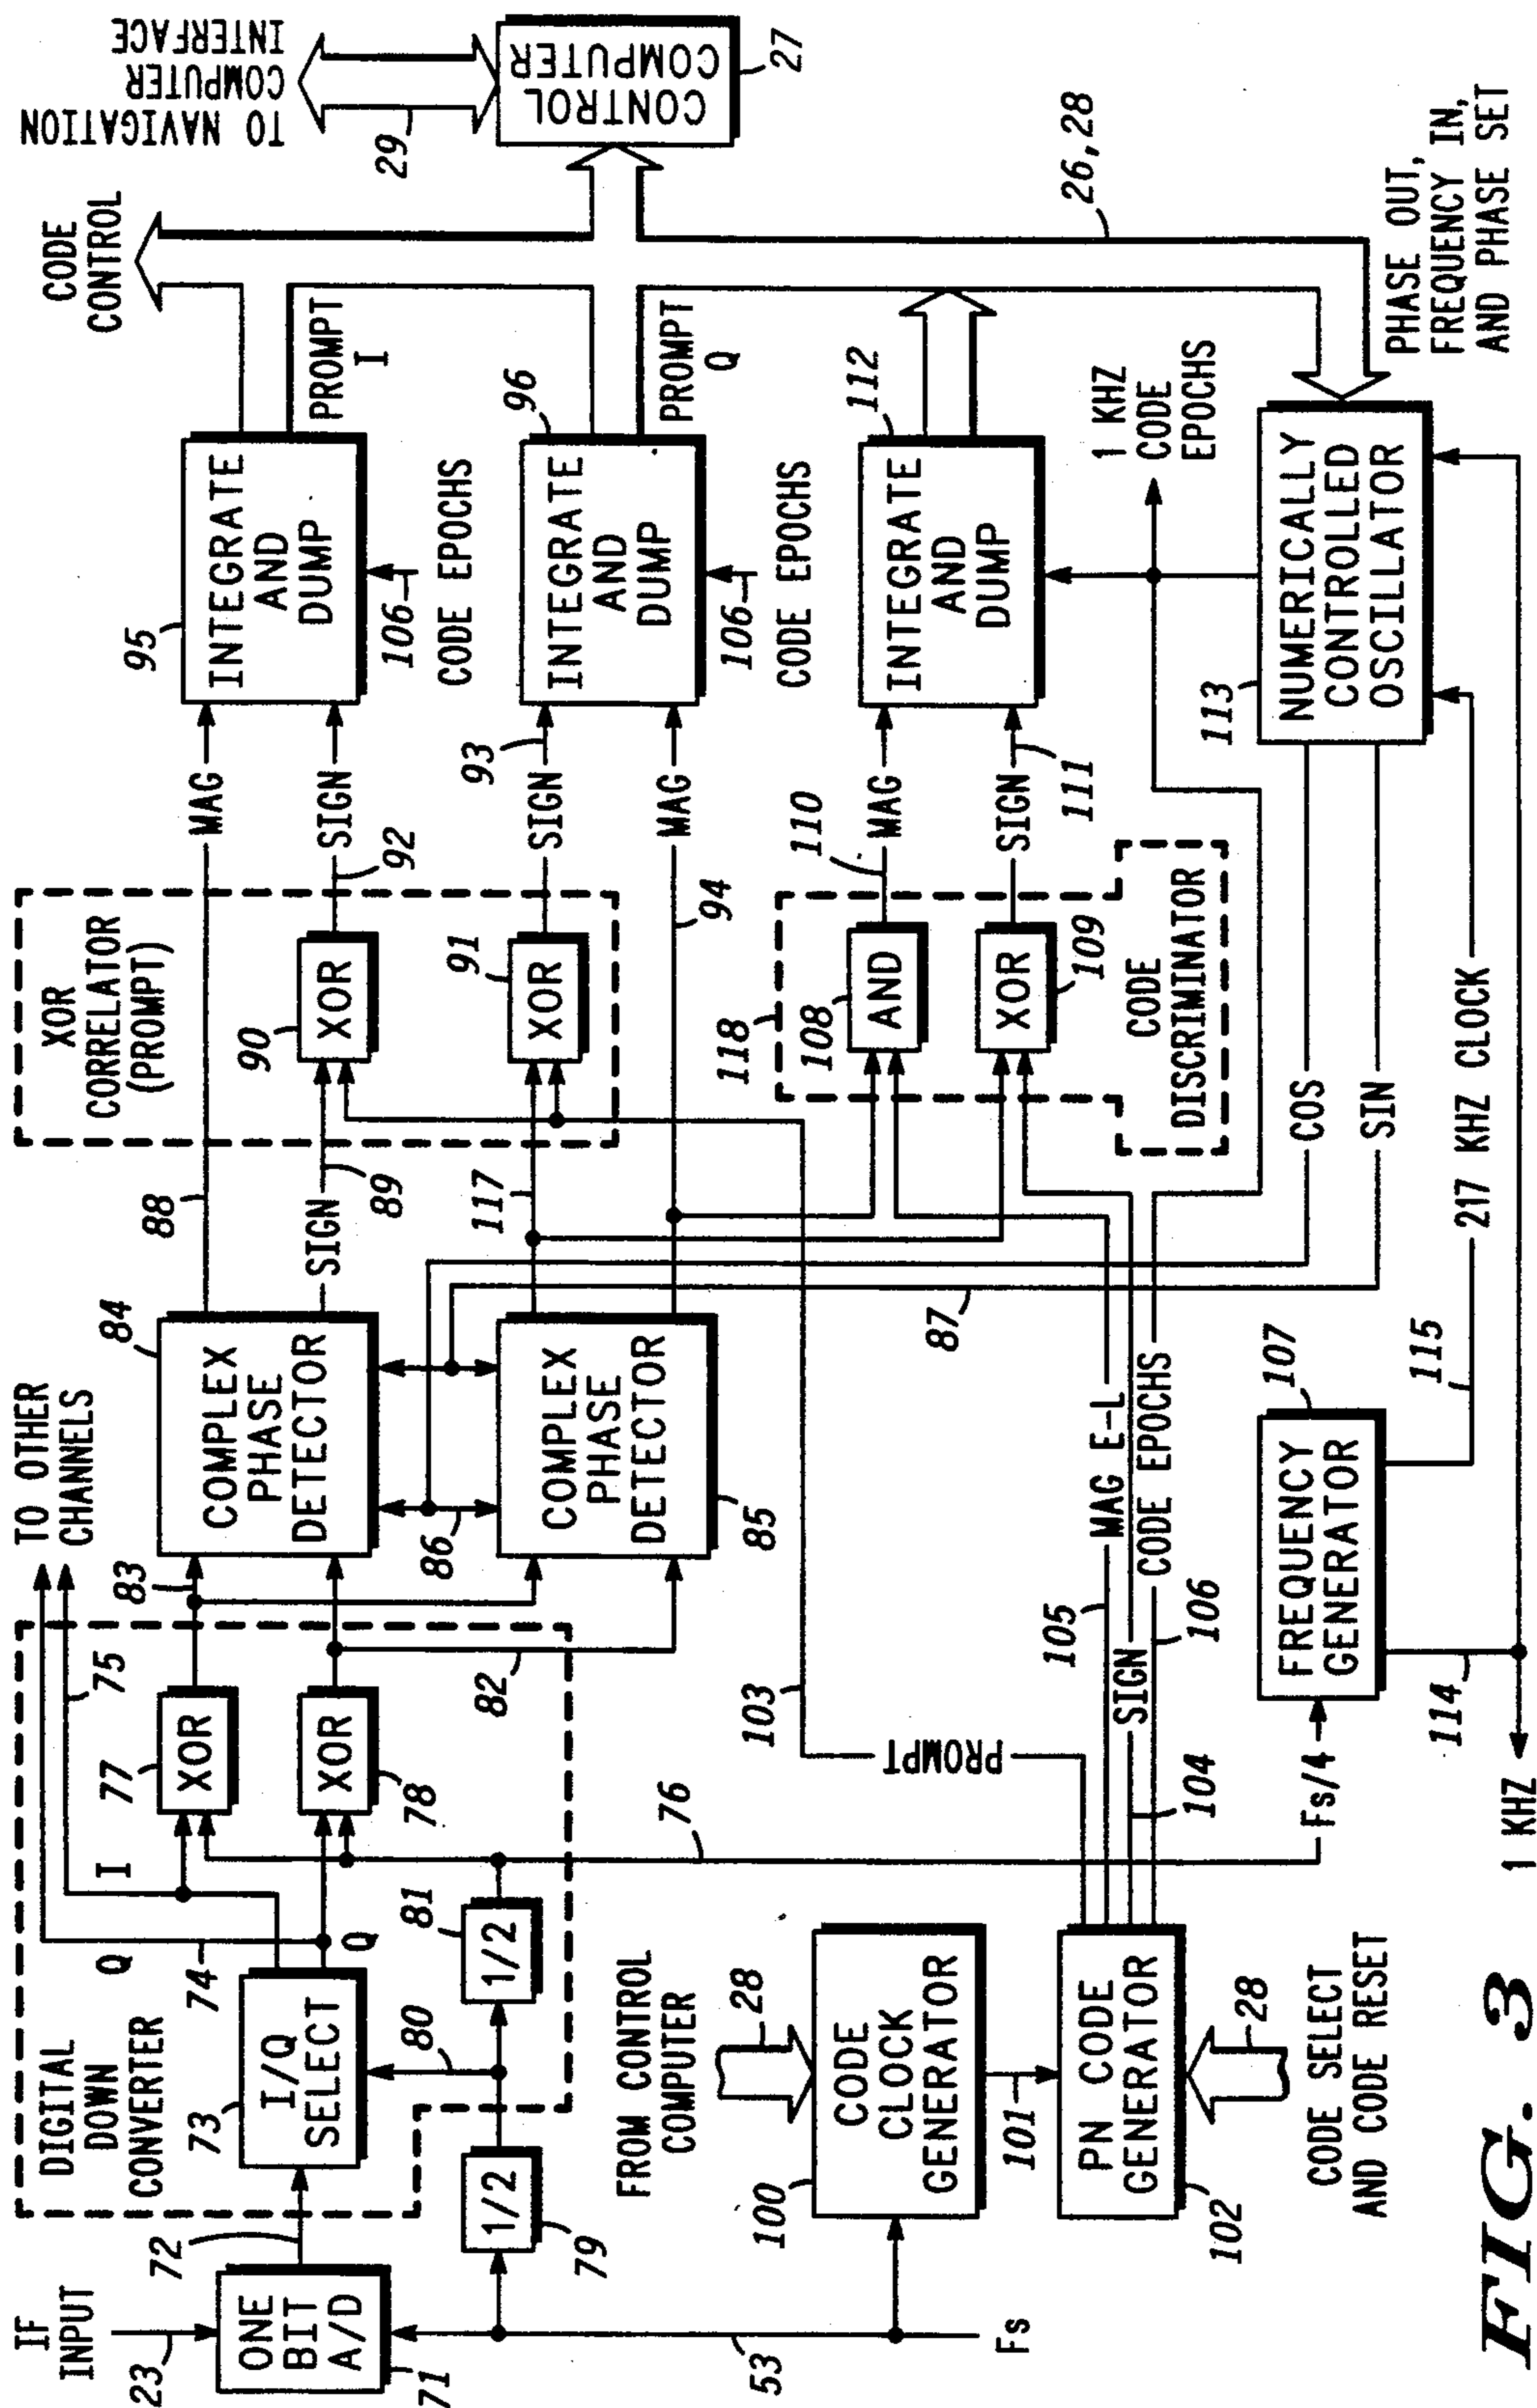 IF
INPUT
23
ONE
BIT
A/D
71
72
53
Fs
DIGITAL
DOWN
CONVERTER
73
I/Q
SELECT
74
Q
Q
I
75
TO OTHER
CHANNELS
77
XOR
XOR
78
1/2
79
80
1/2
81
76
82
83
84
COMPLEX
PHASE
DETECTOR
86
COMPLEX
PHASE
DETECTOR
85
87
88
SIGN
89
117
XOR
CORRELATOR
(PROMPT)
90
XOR
91
XOR
92
93
94
MAG
SIGN
SIGN
MAG
95
INTEGRATE
AND
DUMP
106
CODE EPOCHS
PROMPT
I
96
INTEGRATE
AND
DUMP
106
CODE EPOCHS
PROMPT
Q
CODE
CONTROL
TO NAVIGATION
COMPUTER
INTERFACE
29
CONTROL
COMPUTER
27
26,28
FROM CONTROL
COMPUTER
28
100
CODE
CLOCK
GENERATOR
101
PN CODE
GENERATOR
102
28
CODE SELECT
AND CODE RESET
PROMPT
103
105
MAG E-L
SIGN
104
CODE EPOCHS
106
118
108
AND
XOR
109
CODE
DISCRIMINATOR
110
MAG
SIGN
111
112
INTEGRATE
AND
DUMP
1 KHZ
CODE
EPOCHS
113
NUMERICALLY
CONTROLLED
OSCILLATOR
PHASE OUT,
FREQUENCY IN,
AND PHASE SET
COS
SIN
Fs/4
FREQUENCY
GENERATOR
107
115
217 KHZ CLOCK
114
1 KHZ
FIG. 3